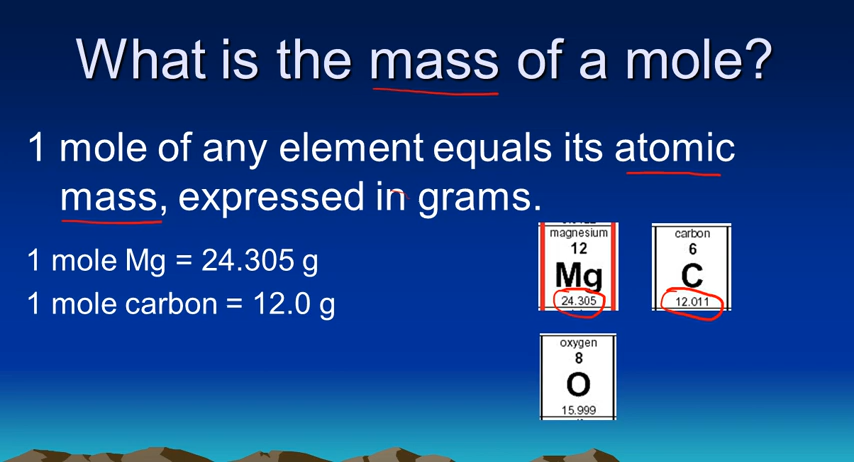 What is the mass of a mole?
1 mole of any element equals its atomic
mass, expressed in grams.
1 mole Mg = 24.305 g
1 mole carbon = 12.0 g
magnesium
12
Mg
24.305
carbon
6
C
12.011
oxygen
8
O
15.999